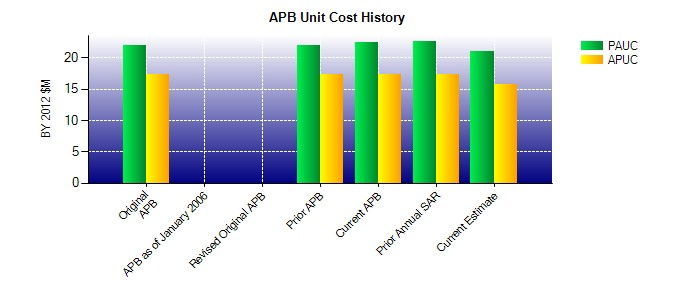 APB Unit Cost History
PAUC
APUC
BY 2012 $M
20
15
10
5
0
Original
APB
APB as of January 2006
Revised Original APB
Prior APB
Current APB
Prior Annual SAR
Current Estimate